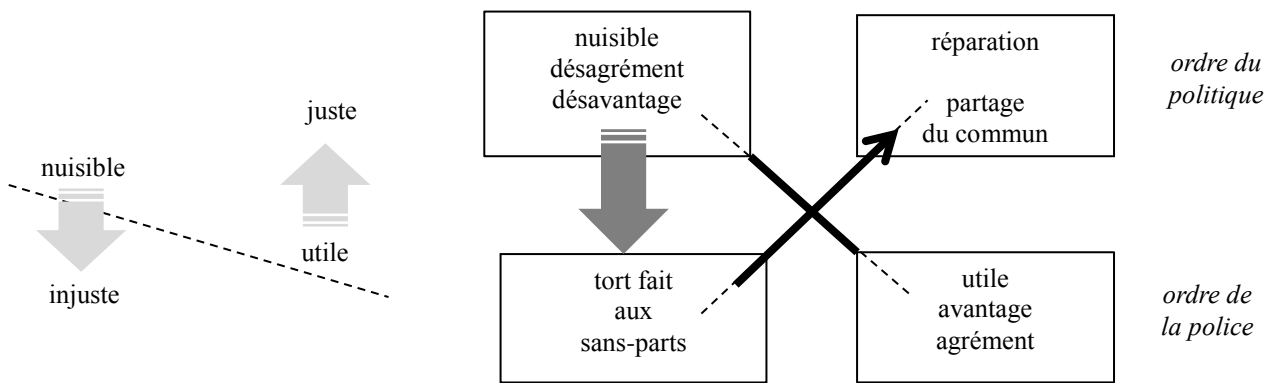 juste
nuisible
utile
injuste
nuisible
désagrément
désavantage
réparation
partage
du commun
ordre du
politique
tort fait
aux
sans-parts
utile
avantage
agrément
ordre de
la police